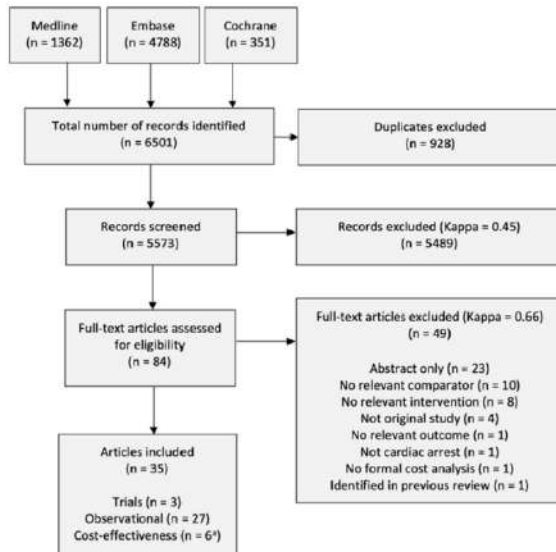 Medline
(n = 1362)
Embase
(n = 4788)
Cochrane
(n = 351)
Total number of records identified
(n = 6501)
Duplicates excluded
(n = 928)
Records screened
(n = 5573)
Records excluded (Kappa = 0.45)
(n = 5489)
Full-text articles assessed
for eligibility
(n = 84)
Full-text articles excluded (Kappa = 0.66)
(n = 49)
Abstract only (n = 23)
No relevant comparator (n = 10)
No relevant intervention (n = 8)
Not original study (n = 4)
No relevant outcome (n = 1)
Not cardiac arrest (n = 1)
No formal cost analysis (n = 1)
Identified in previous review (n = 1)
Articles included
(n = 35)
Trials (n = 3)
Observational (n = 27)
Cost-effectiveness (n = 6ᵃ)